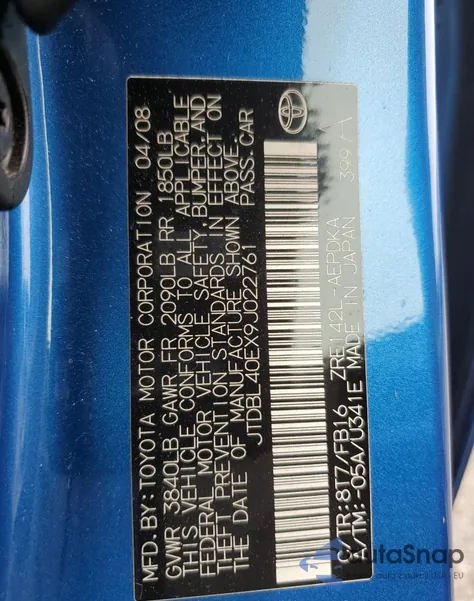 MFD. BY: TOYOTA MOTOR CORPORATION 04/08
GVWR 3840LB GAWR FR 2090LB RR 1850LB
THIS VEHICLE CONFORMS TO ALL APPLICABLE
FEDERAL MOTOR VEHICLE SAFETY, BUMPER, AND
THEFT PREVENTION STANDARDS IN EFFECT ON
THE DATE OF MANUFACTURE SHOWN ABOVE.
JTDBL40EX9J022761 PASS. CAR
C/TR: 8T7/FB16 ZRE142L-AEPDKA 399 A
A/TM: -05A/U341E MADE IN JAPAN
AutoSnap